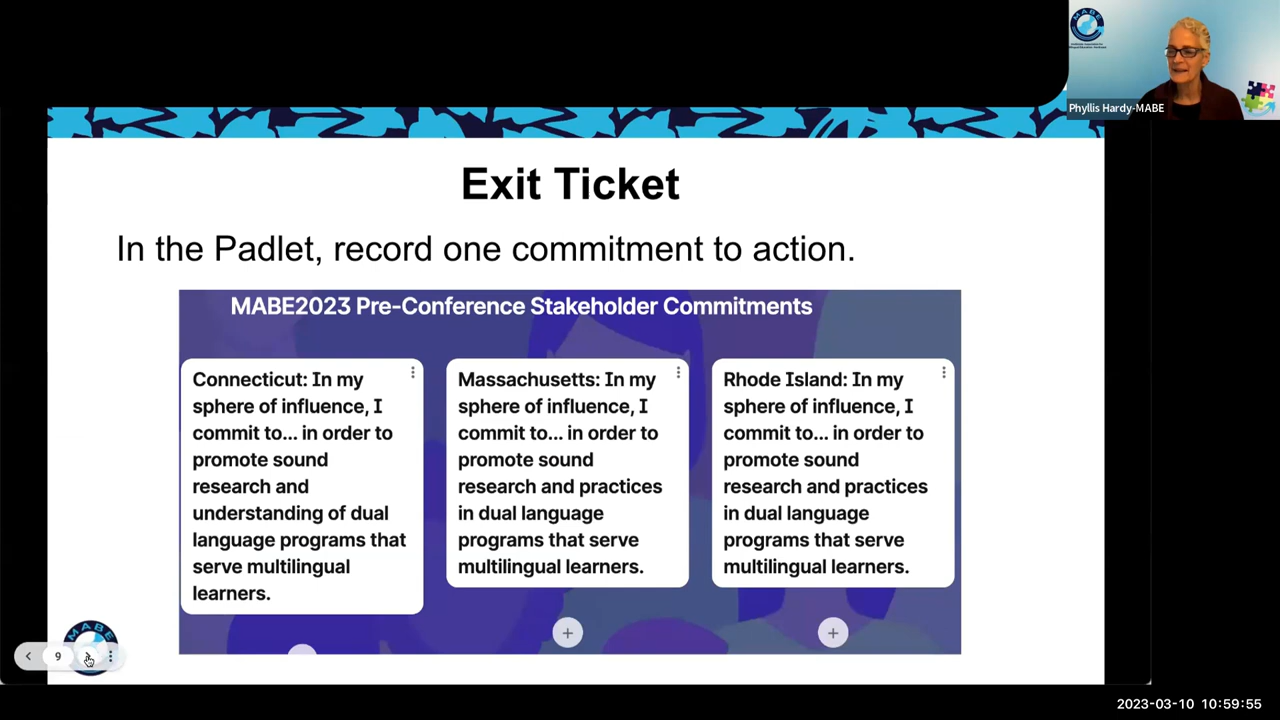 MABE
Phyllis Hardy-MABE
Exit Ticket
In the Padlet, record one commitment to action.
MABE2023 Pre-Conference Stakeholder Commitments
Connecticut: In my
sphere of influence, I
commit to... in order to
promote sound
research and
understanding of dual
language programs that
serve multilingual
learners.
Massachusetts: In my
sphere of influence, I
commit to... in order to
promote sound
research and practices
in dual language
programs that serve
multilingual learners.
Rhode Island: In my
sphere of influence, I
commit to... in order to
promote sound
research and practices
in dual language
programs that serve
multilingual learners.
MABE
9
2023-03-10 10:59:55